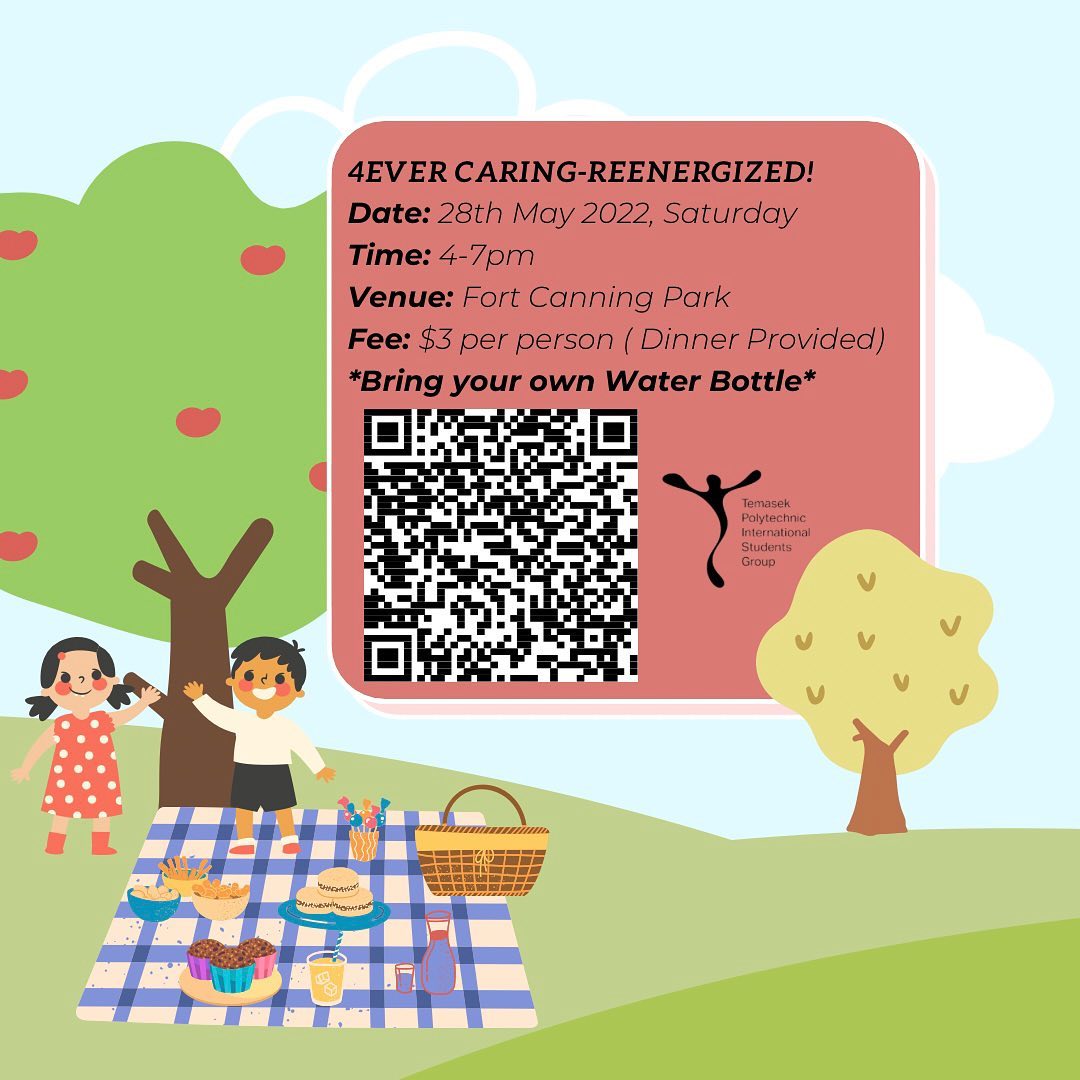 4EVER CARING-REENERGIZED!
Date: 28th May 2022, Saturday
Time: 4-7pm
Venue: Fort Canning Park
Fee: $3 per person ( Dinner Provided)
*Bring your own Water Bottle*
Temasek
Polytechnic
International
Students
Group